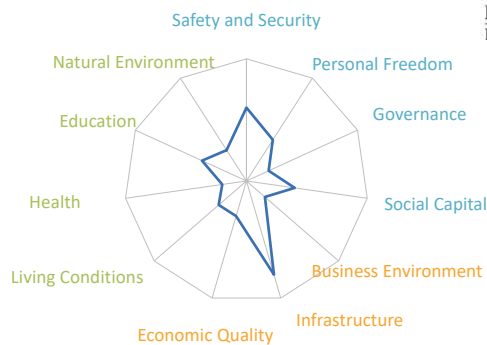 Safety and Security
Natural Environment
Personal Freedom
Education
Governance
Health
Social Capital
Living Conditions
Business Environment
Economic Quality
Infrastructure